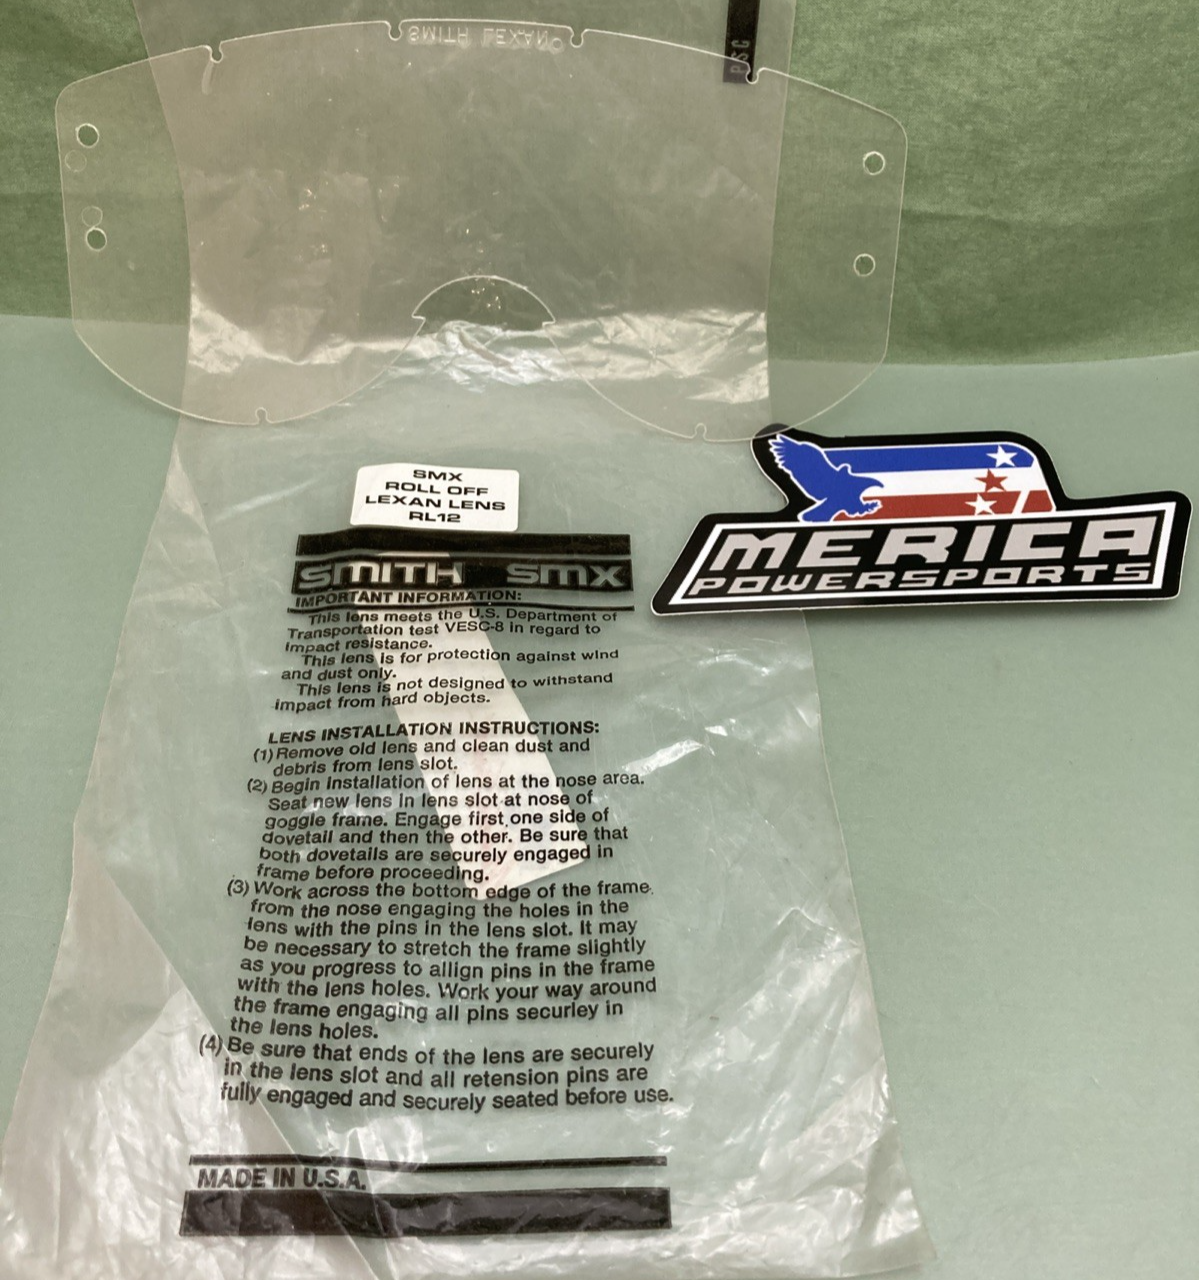 SMITH LEXAN
PSC
SMX
ROLL OFF
LEXAN LENS
RL12
MERICA
POWERSPORTS
SMITH SMX
IMPORTANT INFORMATION:
This lens meets the U.S. Department of
Transportation test VESC-8 in regard to
impact resistance.
This lens is for protection against wind
and dust only.
This lens is not designed to withstand
impact from hard objects.
LENS INSTALLATION INSTRUCTIONS:
(1) Remove old lens and clean dust and
debris from lens slot.
(2) Begin installation of lens at the nose area.
Seat new lens in lens slot at nose of
goggle frame. Engage first one side of
dovetail and then the other. Be sure that
both dovetails are securely engaged in
frame before proceeding.
(3) Work across the bottom edge of the frame
from the nose engaging the holes in the
lens with the pins in the lens slot. It may
be necessary to stretch the frame slightly
as you progress to allign pins in the frame
with the lens holes. Work your way around
the frame engaging all pins securley in
the lens holes.
(4) Be sure that ends of the lens are securely
in the lens slot and all retension pins are
fully engaged and securely seated before use.
MADE IN U.S.A.